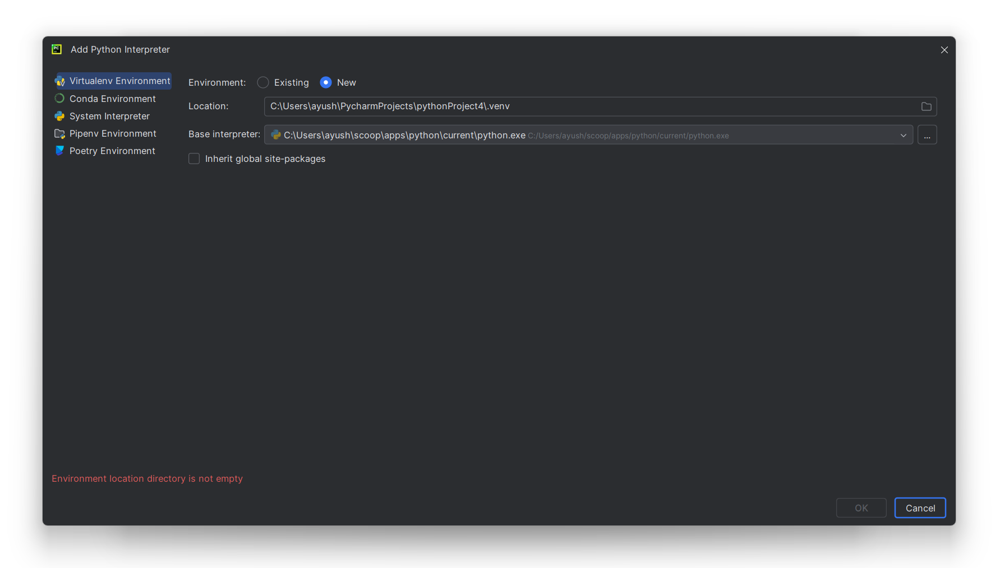 PC
Add Python Interpreter
Virtualenv Environment
Conda Environment
System Interpreter
Pipenv Environment
Poetry Environment
Environment: Existing New
Location: C:\Users\ayush\PycharmProjects\pythonProject4\.venv
Base interpreter: C:\Users\ayush\scoop\apps\python\current\python.exe C:/Users/ayush/scoop/apps/python/current/python.exe ...
Inherit global site-packages
Environment location directory is not empty
OK Cancel